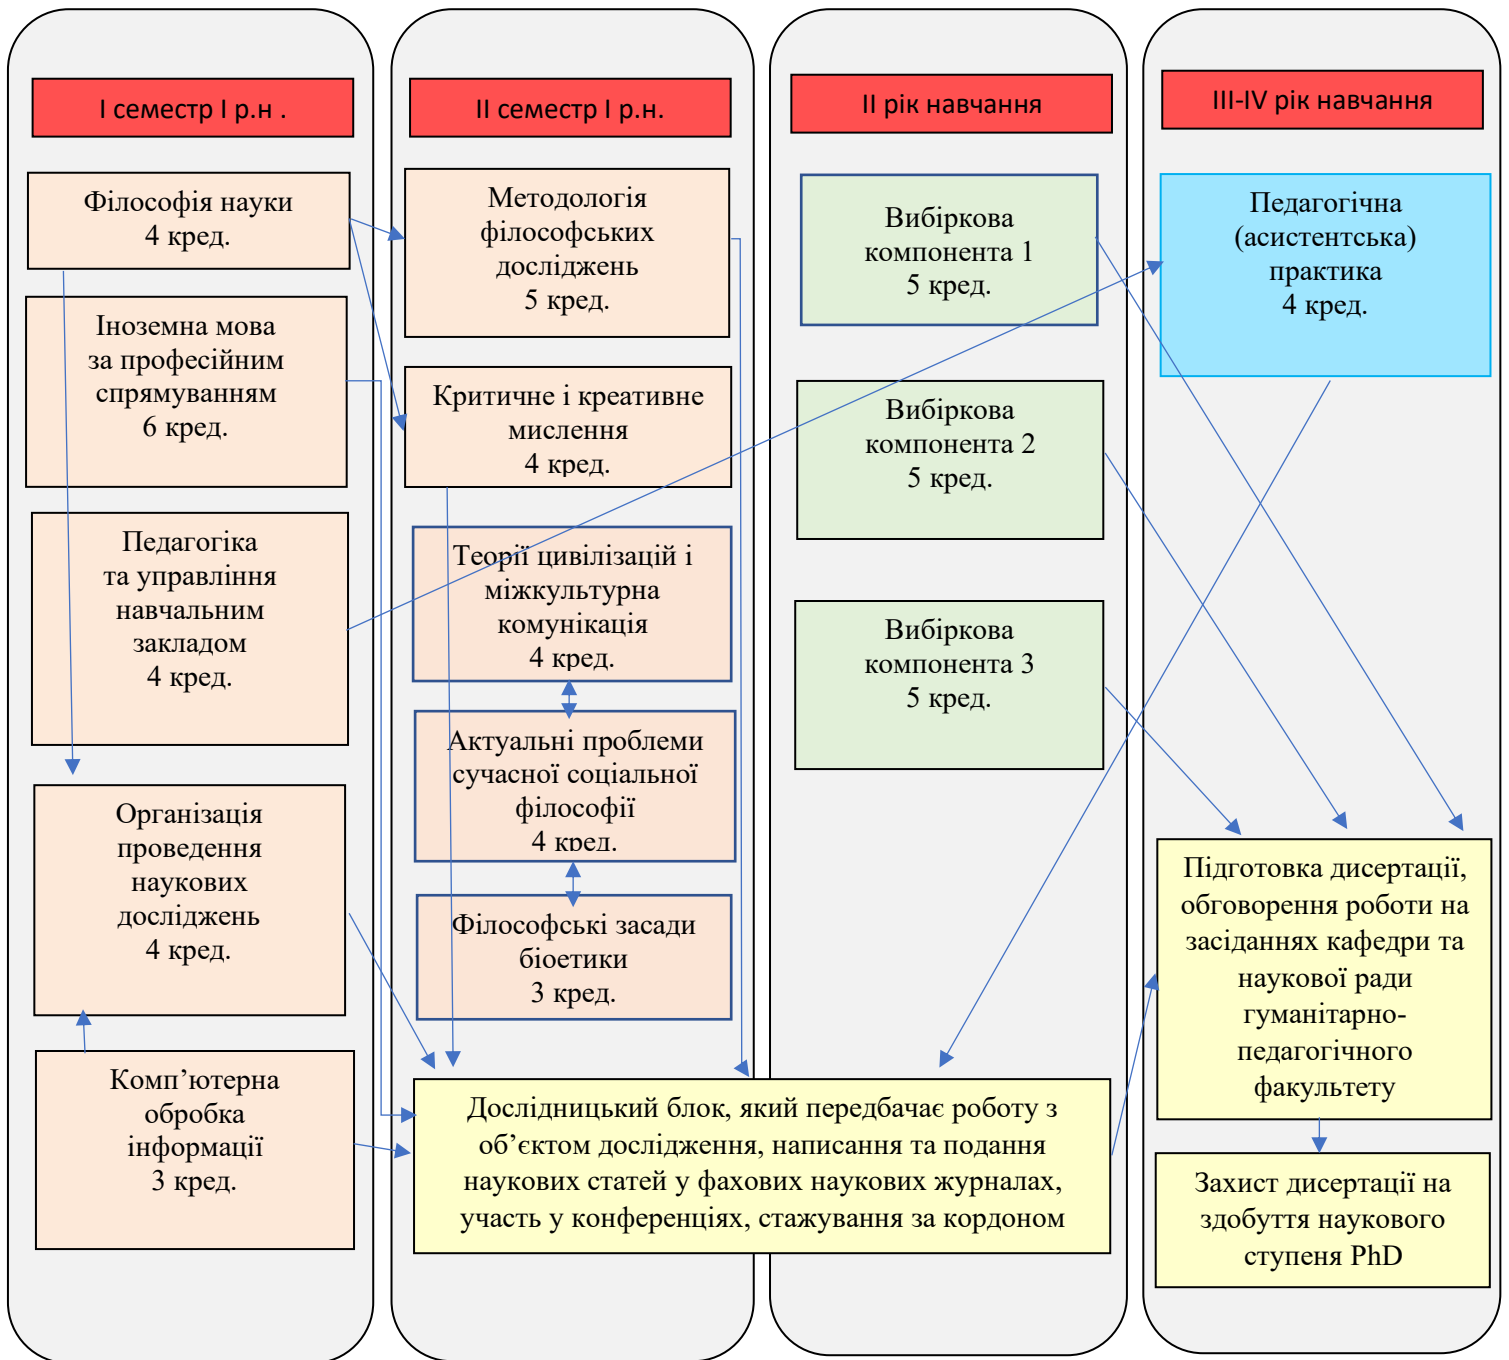 І семестр І р.н .
Філософія науки
4 кред.
Іноземна мова
за професійним
спрямуванням
6 кред.
Педагогіка
та управління
навчальним
закладом
4 кред.
Організація
проведення
наукових
досліджень
4 кред.
Комп’ютерна
обробка
інформації
3 кред.
ІІ семестр І р.н.
Методологія
філософських
досліджень
5 кред.
Критичне і креативне
мислення
4 кред.
Теорії цивілізацій і
міжкультурна
комунікація
4 кред.
Актуальні проблеми
сучасної соціальної
філософії
4 кред.
Філософські засади
біоетики
3 кред.
Дослідницький блок, який передбачає роботу з
об’єктом дослідження, написання та подання
наукових статей у фахових наукових журналах,
участь у конференціях, стажування за кордоном
ІІ рік навчання
Вибіркова
компонента 1
5 кред.
Вибіркова
компонента 2
5 кред.
Вибіркова
компонента 3
5 кред.
ІІІ-IV рік навчання
Педагогічна
(асистентська)
практика
4 кред.
Підготовка дисертації,
обговорення роботи на
засіданнях кафедри та
наукової ради
гуманітарно-
педагогічного
факультету
Захист дисертації на
здобуття наукового
ступеня PhD